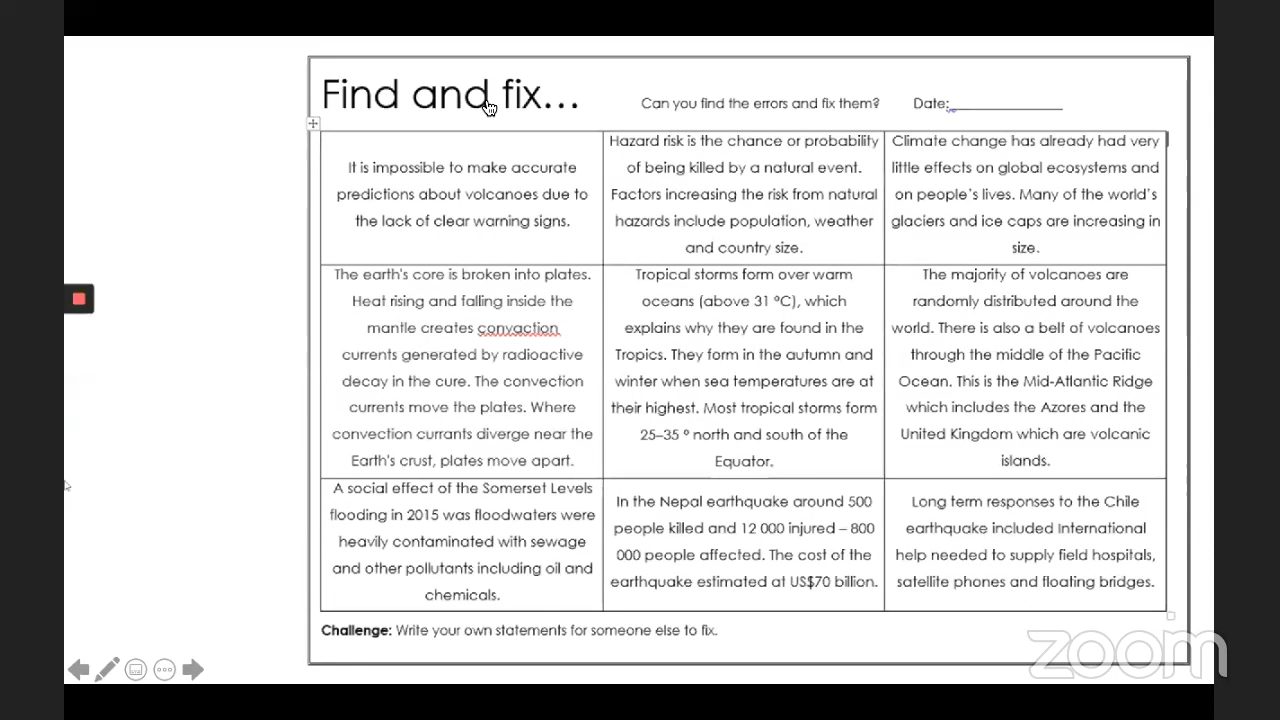 Find and fix...
Can you find the errors and fix them?
Date:____________
It is impossible to make accurate
predictions about volcanoes due to
the lack of clear warning signs.
Hazard risk is the chance or probability
of being killed by a natural event.
Factors increasing the risk from natural
hazards include population, weather
and country size.
Climate change has already had very
little effects on global ecosystems and
on people's lives. Many of the world's
glaciers and ice caps are increasing in
size.
The earth's core is broken into plates.
Heat rising and falling inside the
mantle creates convaction
currents generated by radioactive
decay in the cure. The convection
currents move the plates. Where
convection currants diverge near the
Earth's crust, plates move apart.
Tropical storms form over warm
oceans (above 31 °C), which
explains why they are found in the
Tropics. They form in the autumn and
winter when sea temperatures are at
their highest. Most tropical storms form
25–35 ° north and south of the
Equator.
The majority of volcanoes are
randomly distributed around the
world. There is also a belt of volcanoes
through the middle of the Pacific
Ocean. This is the Mid-Atlantic Ridge
which includes the Azores and the
United Kingdom which are volcanic
islands.
A social effect of the Somerset Levels
flooding in 2015 was floodwaters were
heavily contaminated with sewage
and other pollutants including oil and
chemicals.
In the Nepal earthquake around 500
people killed and 12 000 injured – 800
000 people affected. The cost of the
earthquake estimated at US$70 billion.
Long term responses to the Chile
earthquake included International
help needed to supply field hospitals,
satellite phones and floating bridges.
Challenge: Write your own statements for someone else to fix.
zoom